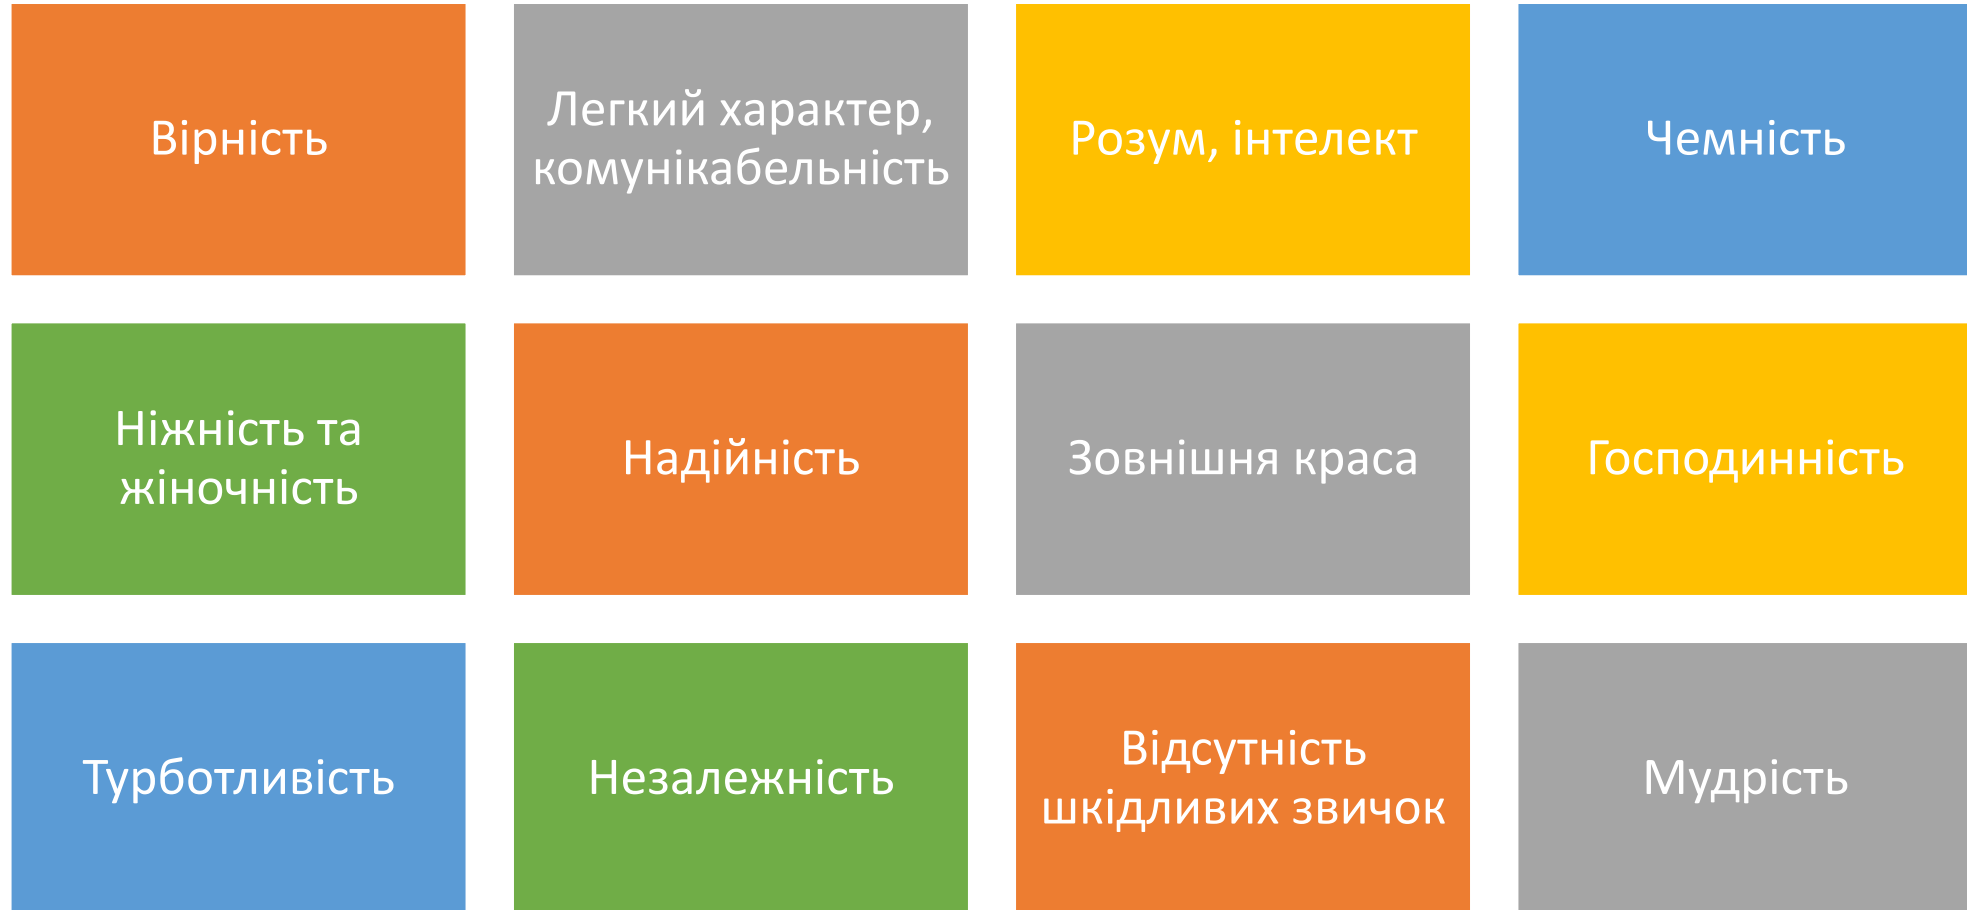 Вірність
Легкий характер,
комунікабельність
Розум, інтелект
Чемність
Ніжність та
жіночність
Надійність
Зовнішня краса
Господинність
Турботливість
Незалежність
Відсутність
шкідливих звичок
Мудрість